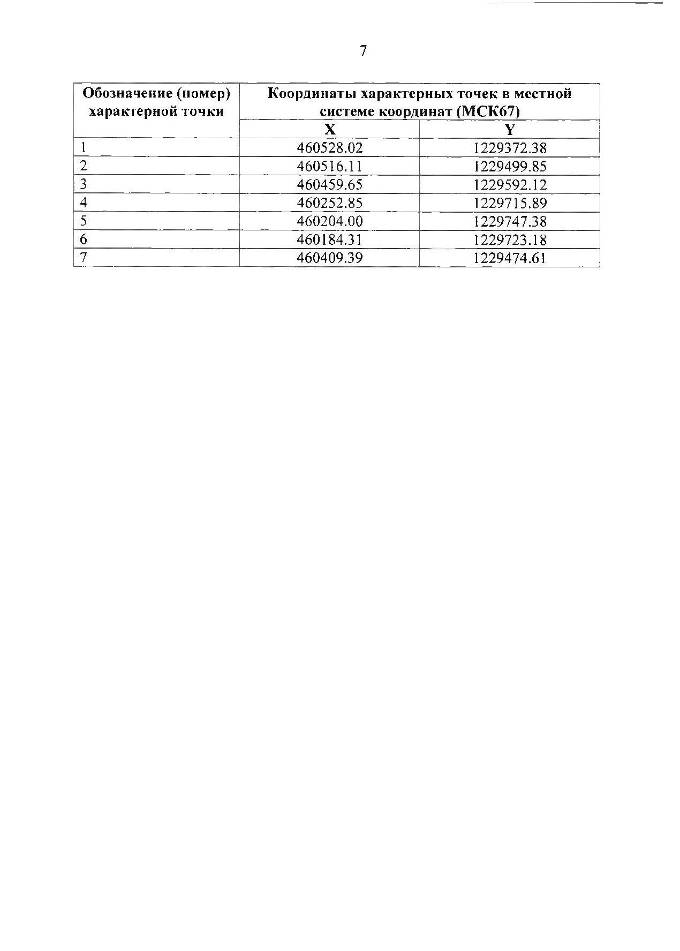 7
Обозначение (номер) Координаты характерных точек в местной
характерной точки системе координат (МСК67)
X Y
1 460528.02 1229372.38
2 460516.11 1229499.85
3 460459.65 1229592.12
4 460252.85 1229715.89
5 460204.00 1229747.38
6 460184.31 1229723.18
7 460409.39 1229474.61